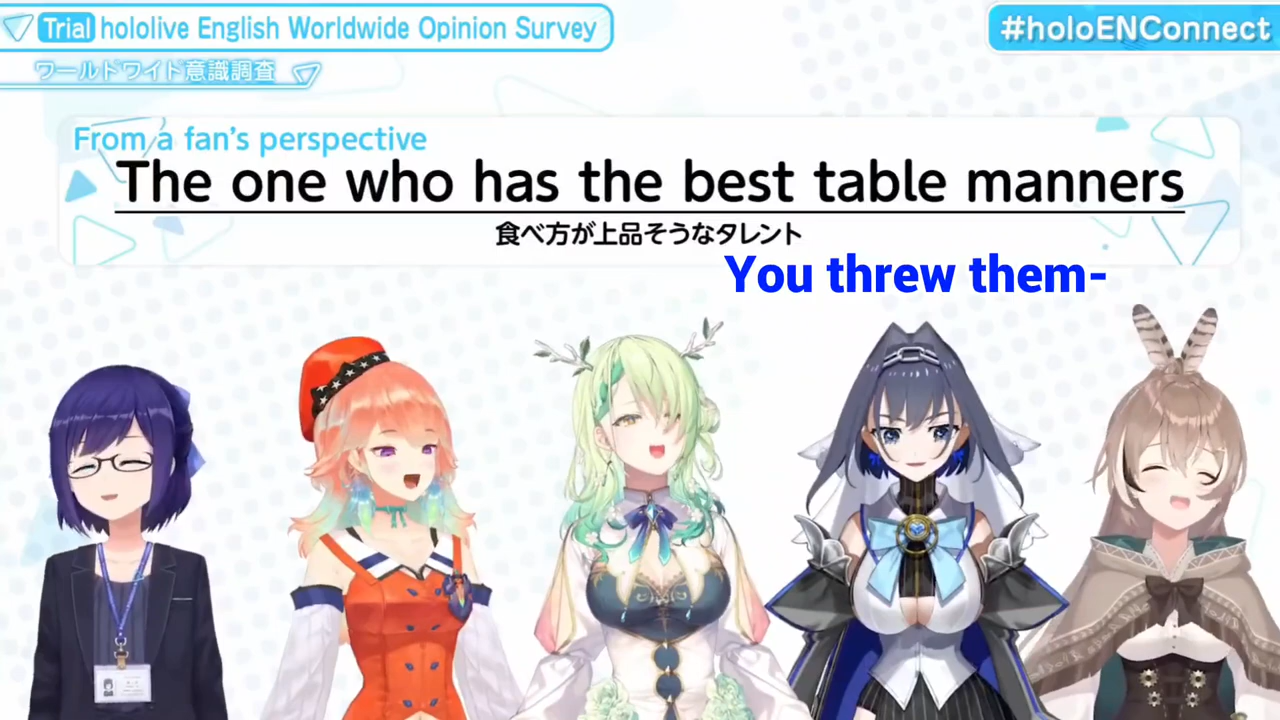 Trial hololive English Worldwide Opinion Survey
#holoENConnect
ワールドワイド意識調査
From a fan's perspective
The one who has the best table manners
食べ方が上品そうなタレント
You threw them-